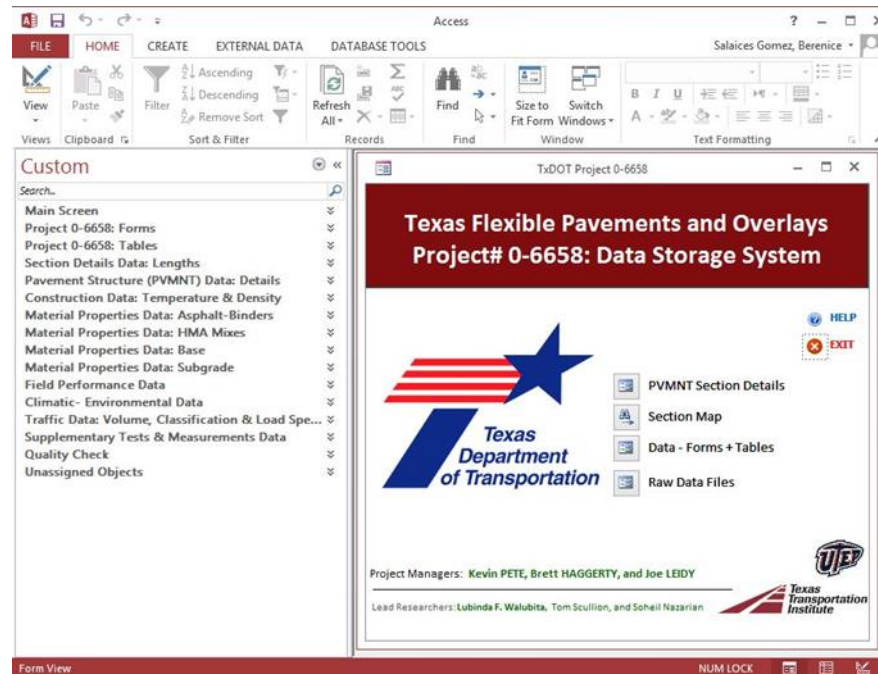 Access
FILE HOME CREATE EXTERNAL DATA DATABASE TOOLS Salaices Gomez, Berenice
View
Paste
Filter
Ascending
Descending
Remove Sort
Refresh
All
Find
Size to
Fit Form
Switch
Windows
B I U
A
Views Clipboard Sort & Filter Records Find Window Text Formatting
Custom
Search...
Main Screen
Project 0-6658: Forms
Project 0-6658: Tables
Section Details Data: Lengths
Pavement Structure (PVMNT) Data: Details
Construction Data: Temperature & Density
Material Properties Data: Asphalt-Binders
Material Properties Data: HMA Mixes
Material Properties Data: Base
Material Properties Data: Subgrade
Field Performance Data
Climatic- Environmental Data
Traffic Data: Volume, Classification & Load Spe...
Supplementary Tests & Measurements Data
Quality Check
Unassigned Objects
TxDOT Project 0-6658
Texas Flexible Pavements and Overlays
Project# 0-6658: Data Storage System
HELP
EXIT
PVMNT Section Details
Section Map
Data - Forms + Tables
Raw Data Files
Texas
Department
of Transportation
UTEP
Project Managers: Kevin PETE, Brett HAGGERTY, and Joe LEIDY
Lead Researchers: Lubinda F. Walubita, Tom Scullion, and Soheil Nazarian
Texas
Transportation
Institute
Form View NUM LOCK